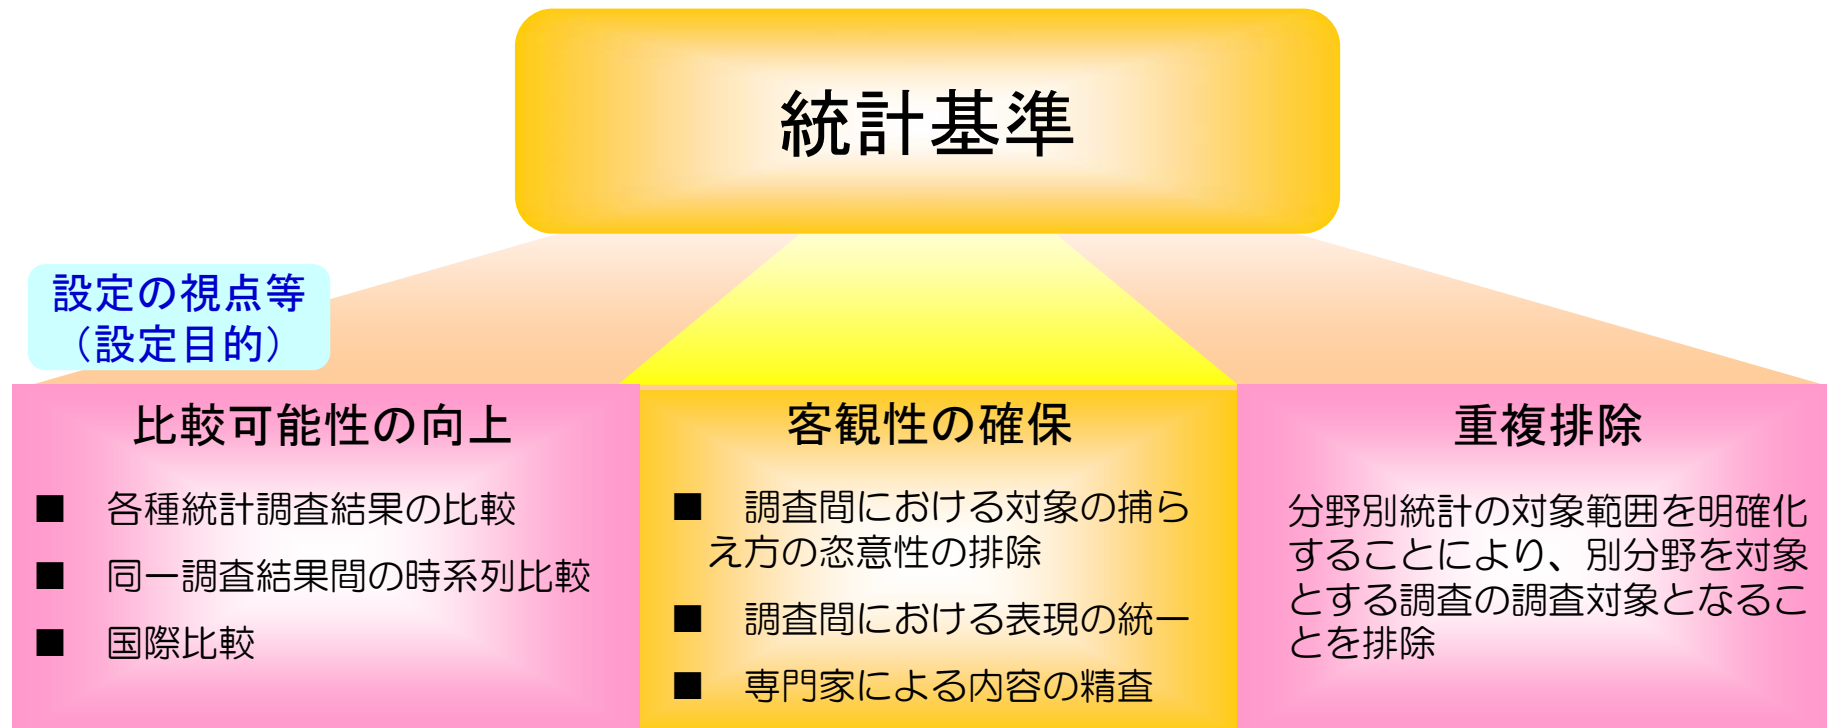 統計基準
設定の視点等
（設定目的）
比較可能性の向上
■　各種統計調査結果の比較
■　同一調査結果間の時系列比較
■　国際比較
客観性の確保
■　調査間における対象の捕ら
え方の恣意性の排除
■　調査間における表現の統一
■　専門家による内容の精査
重複排除
分野別統計の対象範囲を明確化
することにより、別分野を対象
とする調査の調査対象となるこ
とを排除